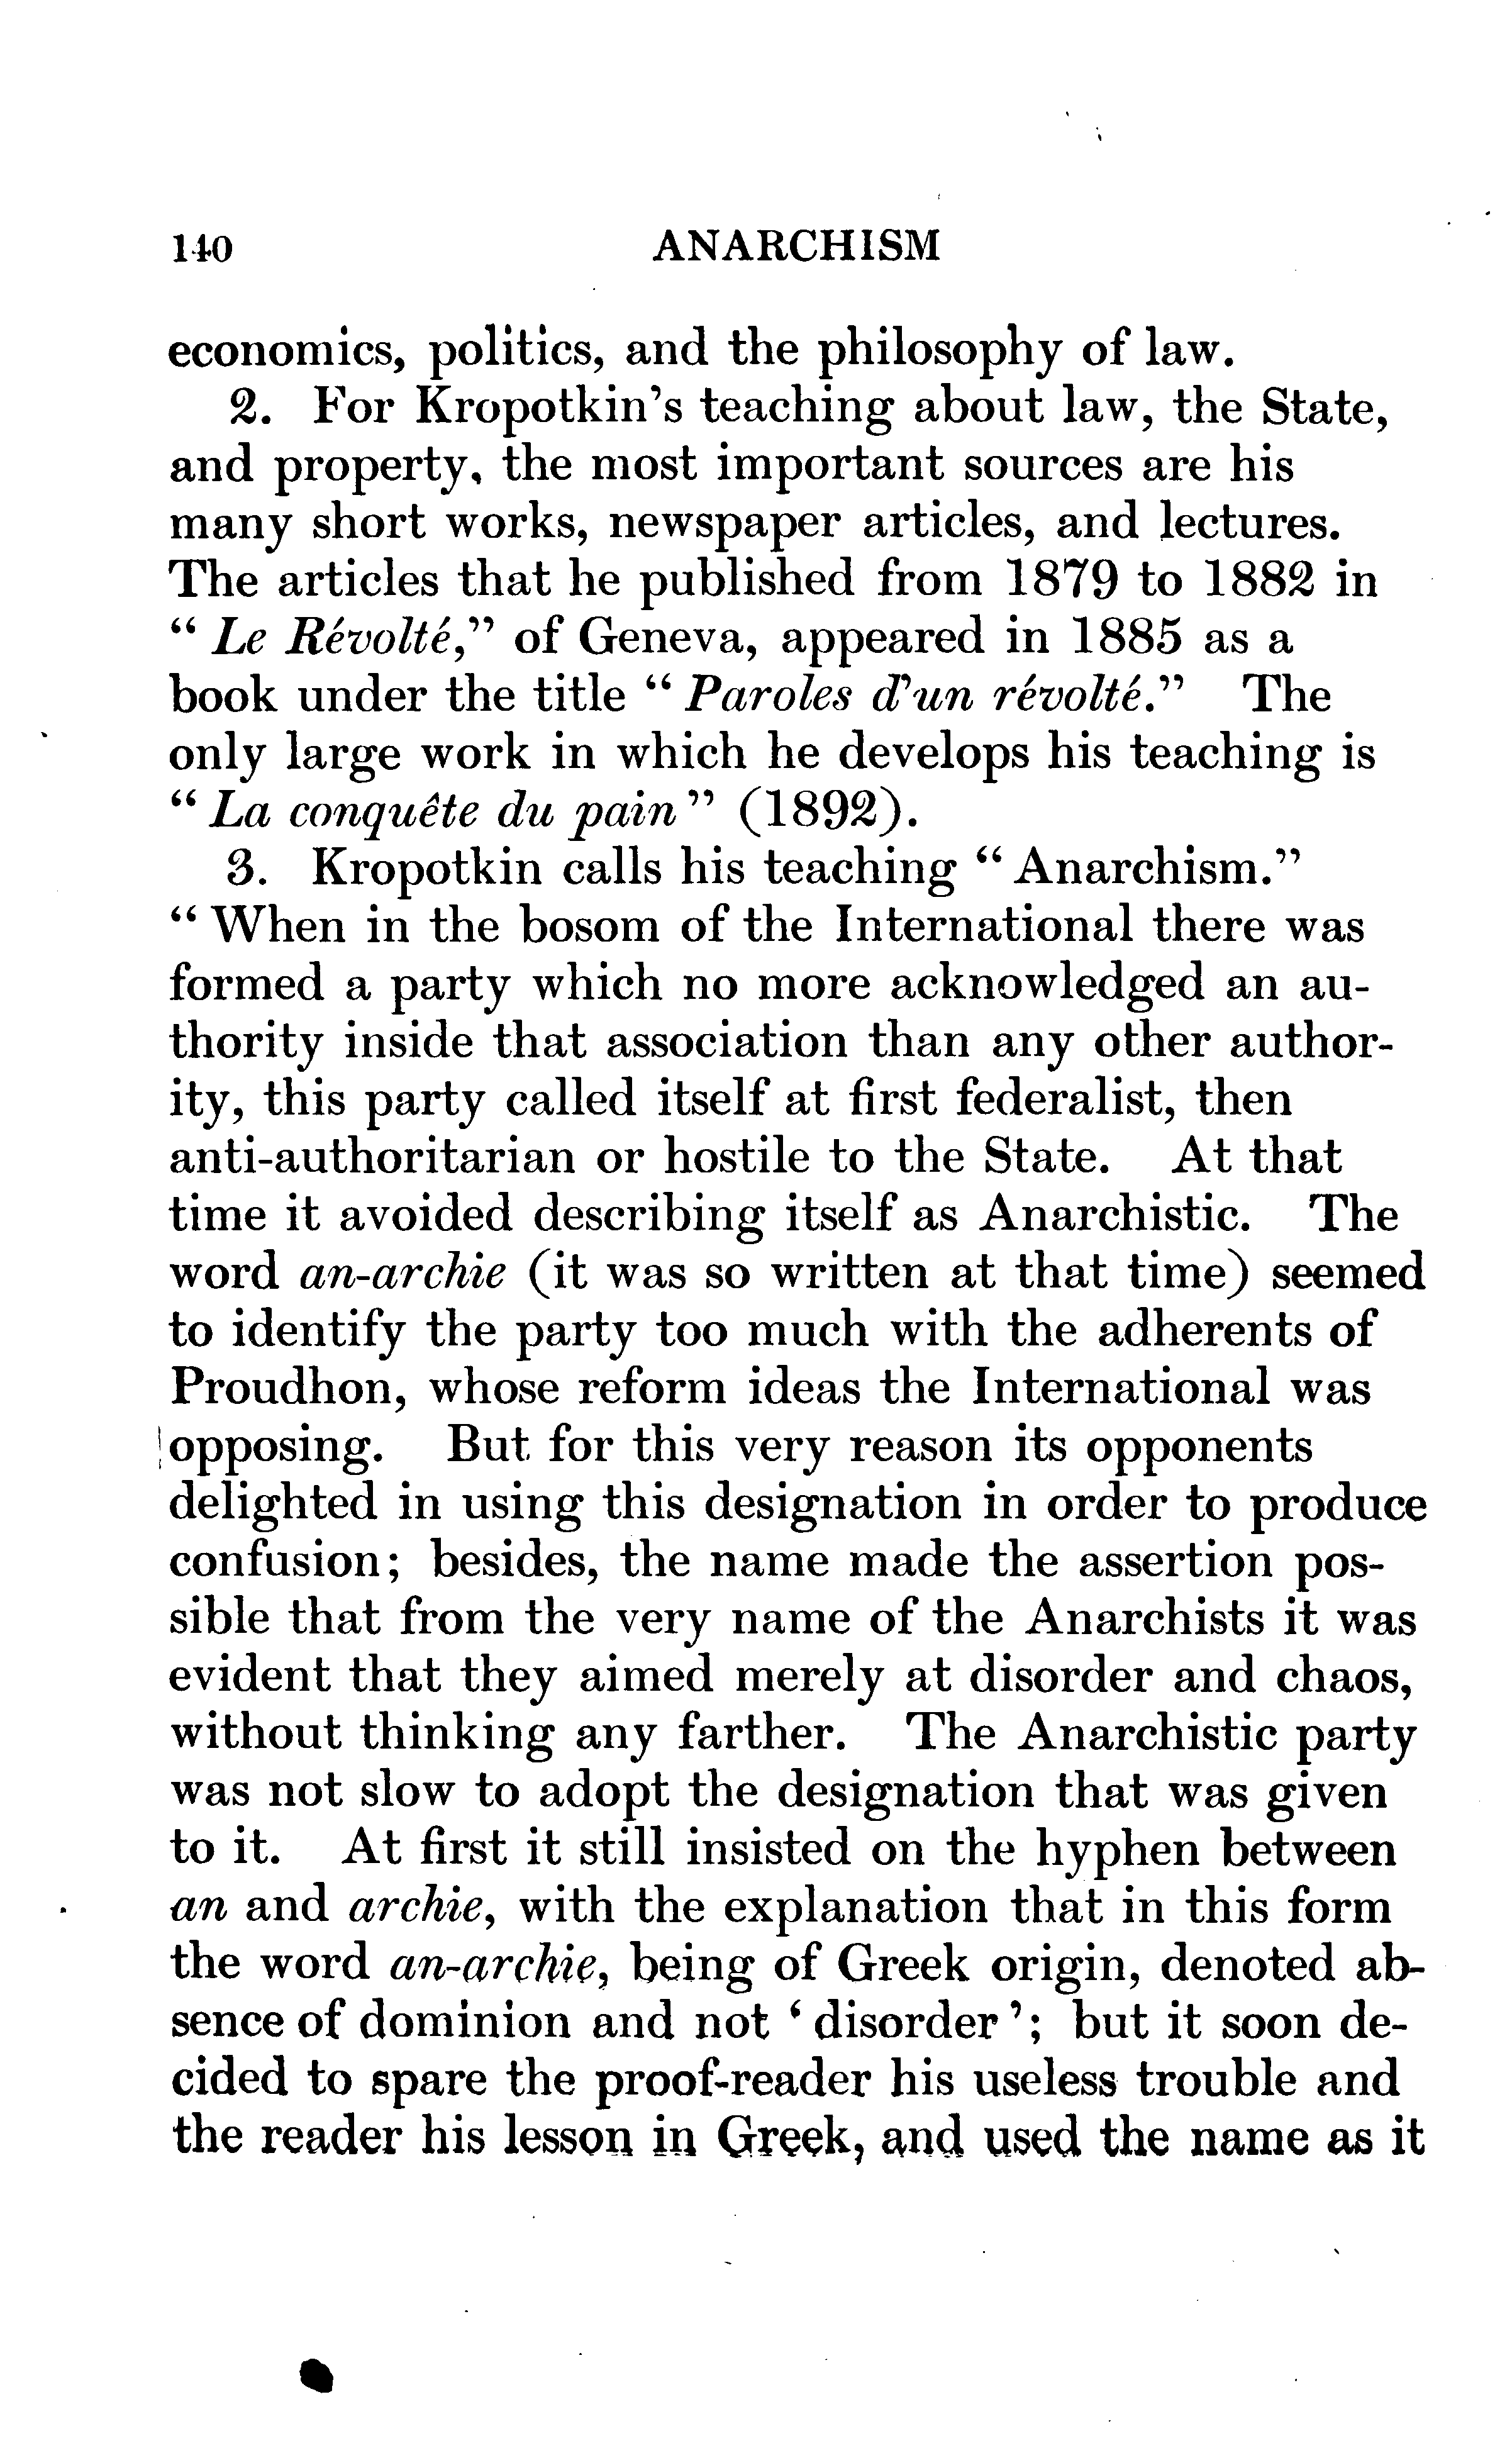 140 ANARCHISM
economics, politics, and the philosophy of law.
2. For Kropotkin's teaching about law, the State,
and property, the most important sources are his
many short works, newspaper articles, and lectures.
The articles that he published from 1879 to 1882 in
“ Le Révolté,” of Geneva, appeared in 1885 as a
book under the title “ Paroles d'un révolté.” The
only large work in which he develops his teaching is
“ La conquête du pain ” (1892).
3. Kropotkin calls his teaching “ Anarchism.”
“ When in the bosom of the International there was
formed a party which no more acknowledged an au-
thority inside that association than any other author-
ity, this party called itself at first federalist, then
anti-authoritarian or hostile to the State. At that
time it avoided describing itself as Anarchistic. The
word an-archie (it was so written at that time) seemed
to identify the party too much with the adherents of
Proudhon, whose reform ideas the International was
opposing. But for this very reason its opponents
delighted in using this designation in order to produce
confusion; besides, the name made the assertion pos-
sible that from the very name of the Anarchists it was
evident that they aimed merely at disorder and chaos,
without thinking any farther. The Anarchistic party
was not slow to adopt the designation that was given
to it. At first it still insisted on the hyphen between
an and archie, with the explanation that in this form
the word an-archie, being of Greek origin, denoted ab-
sence of dominion and not ‘ disorder ’; but it soon de-
cided to spare the proof-reader his useless trouble and
the reader his lesson in Greek, and used the name as it